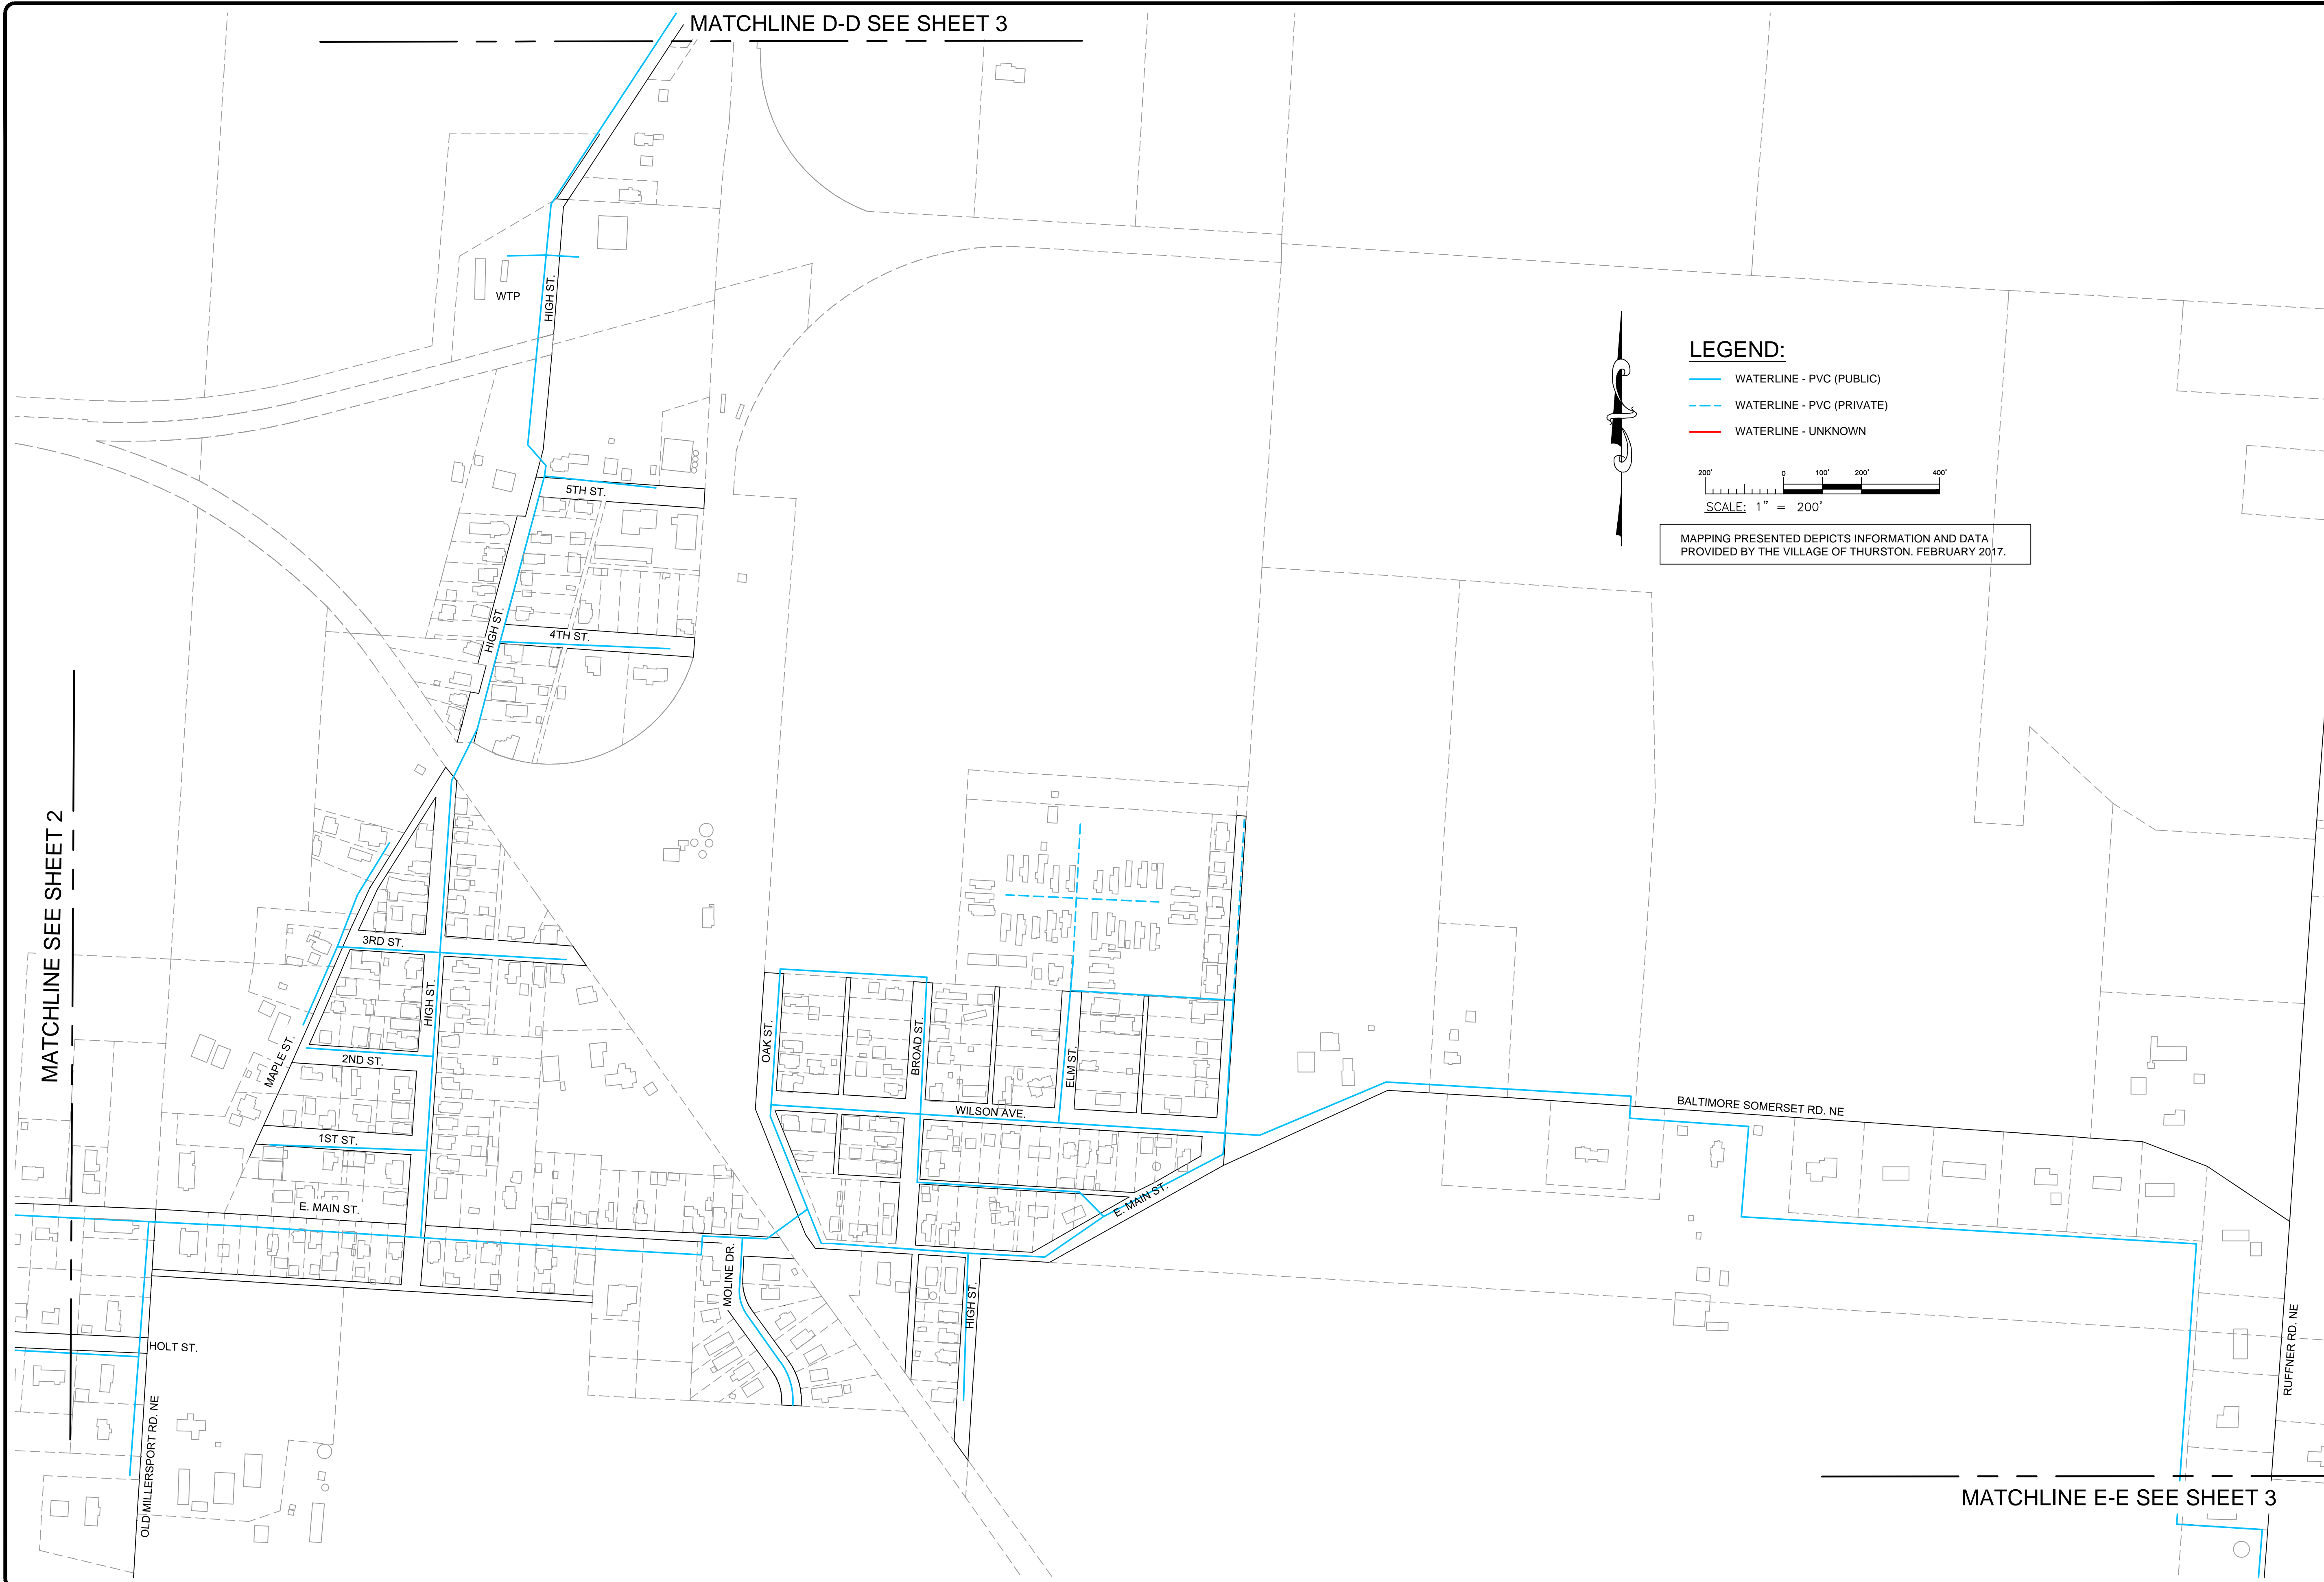 MATCHLINE D-D SEE SHEET 3
HIGH ST.
WTP
LEGEND:
WATERLINE - PVC (PUBLIC)
WATERLINE - PVC (PRIVATE)
WATERLINE - UNKNOWN
200' 0 100' 200' 400'
SCALE: 1" = 200'
MAPPING PRESENTED DEPICTS INFORMATION AND DATA
PROVIDED BY THE VILLAGE OF THURSTON. FEBRUARY 2017.
5TH ST.
HIGH ST.
4TH ST.
MATCHLINE SEE SHEET 2
3RD ST.
HIGH ST.
MAPLE ST.
2ND ST.
1ST ST.
E. MAIN ST.
OAK ST.
BROAD ST.
ELM ST.
WILSON AVE.
BALTIMORE SOMERSET RD. NE
E. MAIN ST.
MOLINE DR.
HIGH ST.
HOLT ST.
OLD MILLERSPORT RD. NE
RUFFNER RD. NE
MATCHLINE E-E SEE SHEET 3